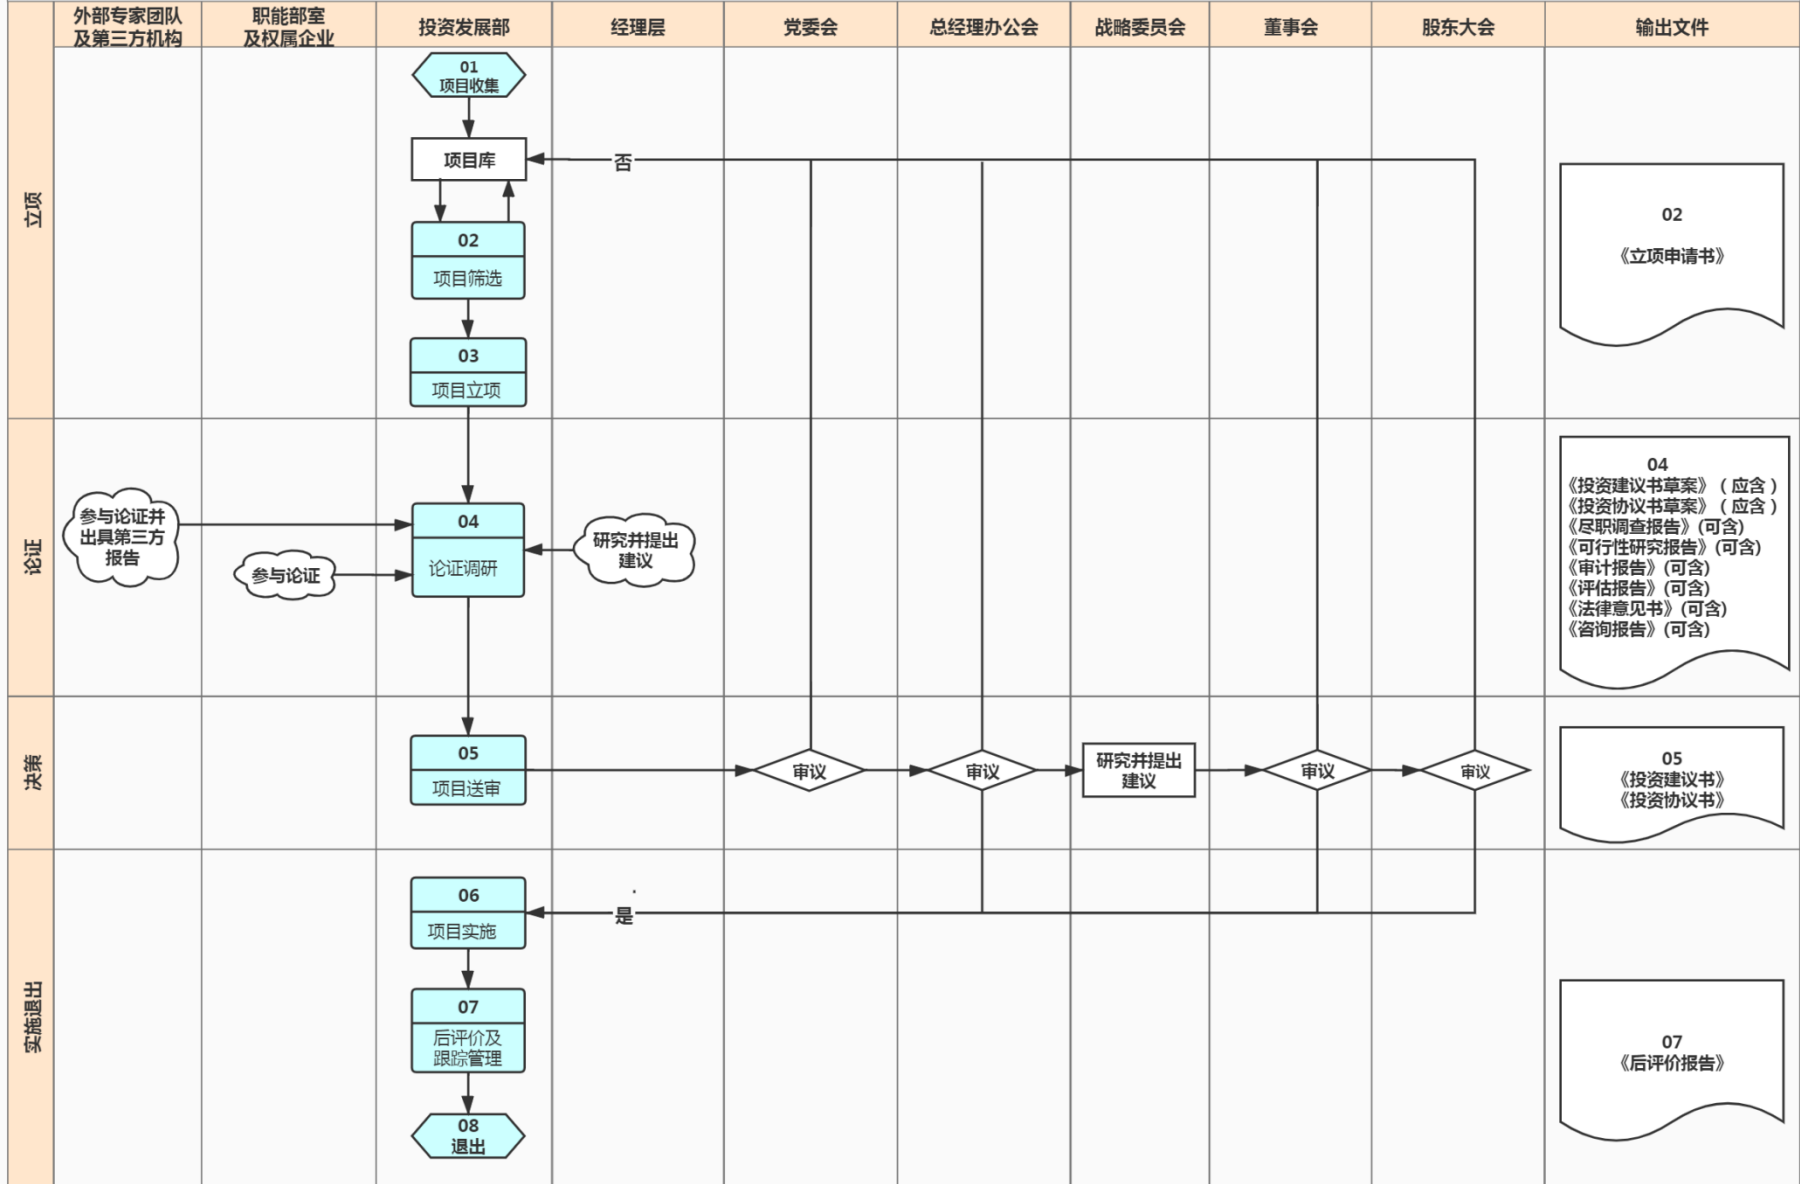 外部专家团队
及第三方机构
职能部室
及权属企业
投资发展部
经理层
党委会
总经理办公会
战略委员会
董事会
股东大会
输出文件
立项
01
项目收集
项目库
否
02
项目筛选
03
项目立项
02
《立项申请书》
论证
参与论证并
出具第三方
报告
参与论证
04
论证调研
研究并提出
建议
04
《投资建议书草案》（应含）
《投资协议书草案》（应含）
《尽职调查报告》(可含)
《可行性研究报告》(可含)
《审计报告》(可含)
《评估报告》(可含)
《法律意见书》(可含)
《咨询报告》(可含)
决策
05
项目送审
审议
审议
研究并提出
建议
审议
审议
05
《投资建议书》
《投资协议书》
实施退出
06
项目实施
是
07
后评价及
跟踪管理
08
退出
07
《后评价报告》